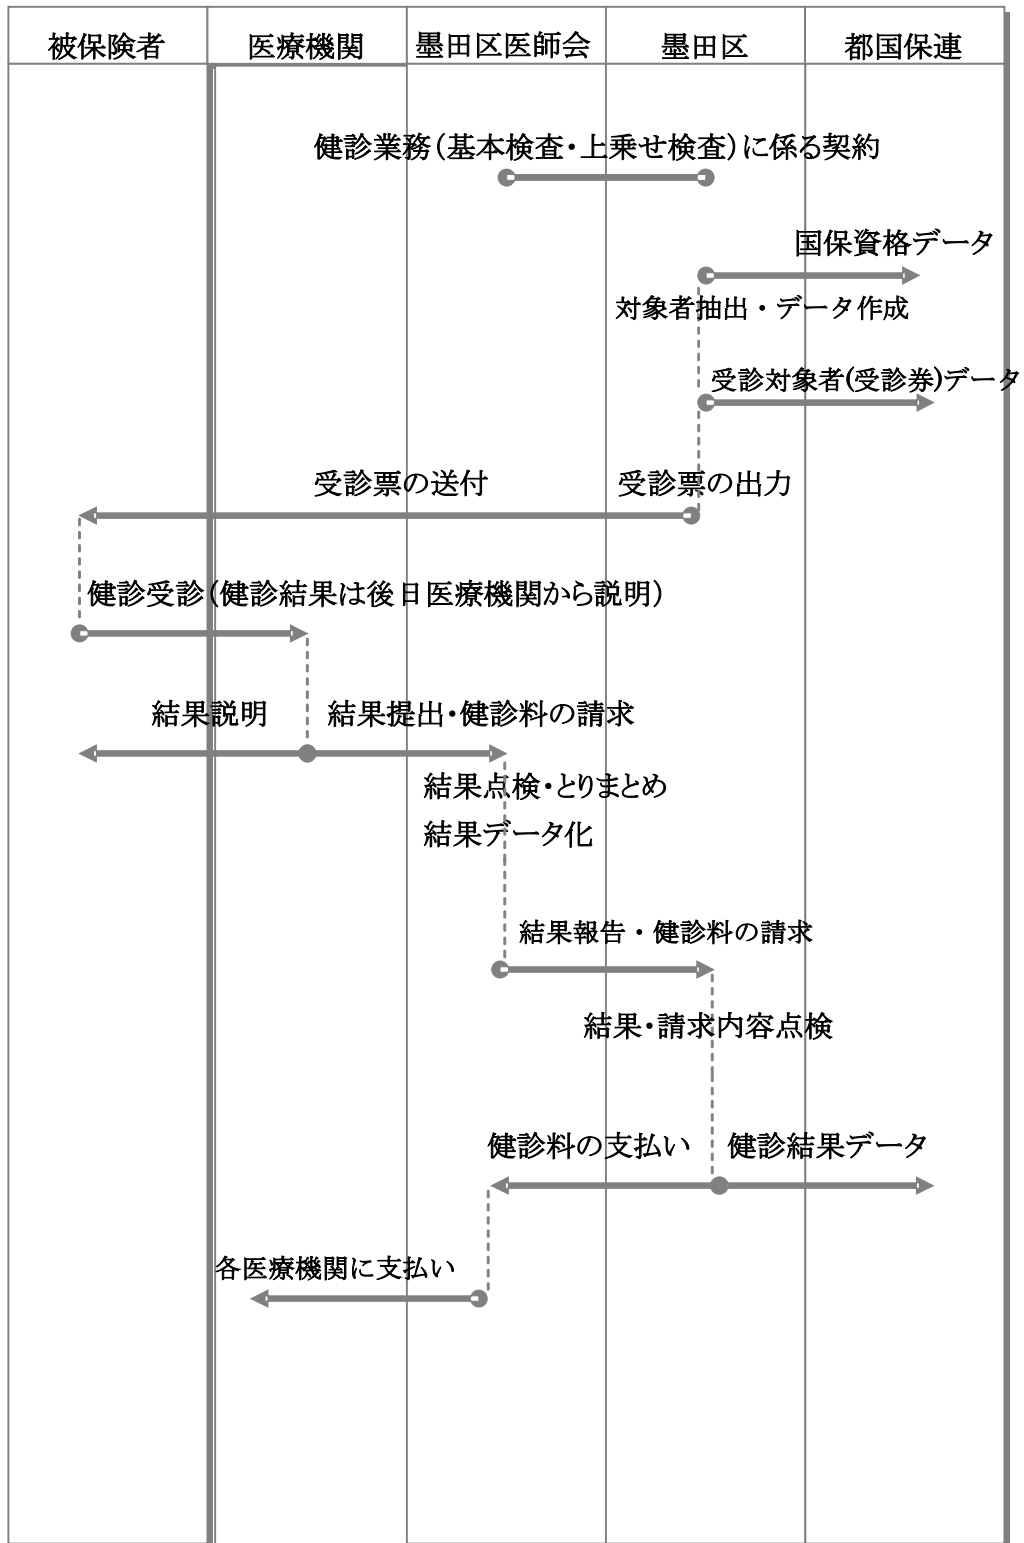 被保険者
医療機関
墨田区医師会
墨田区
都国保連
健診業務（基本検査・上乗せ検査）に係る契約
国保資格データ
対象者抽出・データ作成
受診対象者(受診券)データ
受診票の送付
受診票の出力
健診受診（健診結果は後日医療機関から説明）
結果説明
結果提出・健診料の請求
結果点検・とりまとめ
結果データ化
結果報告・健診料の請求
結果・請求内容点検
健診料の支払い
健診結果データ
各医療機関に支払い